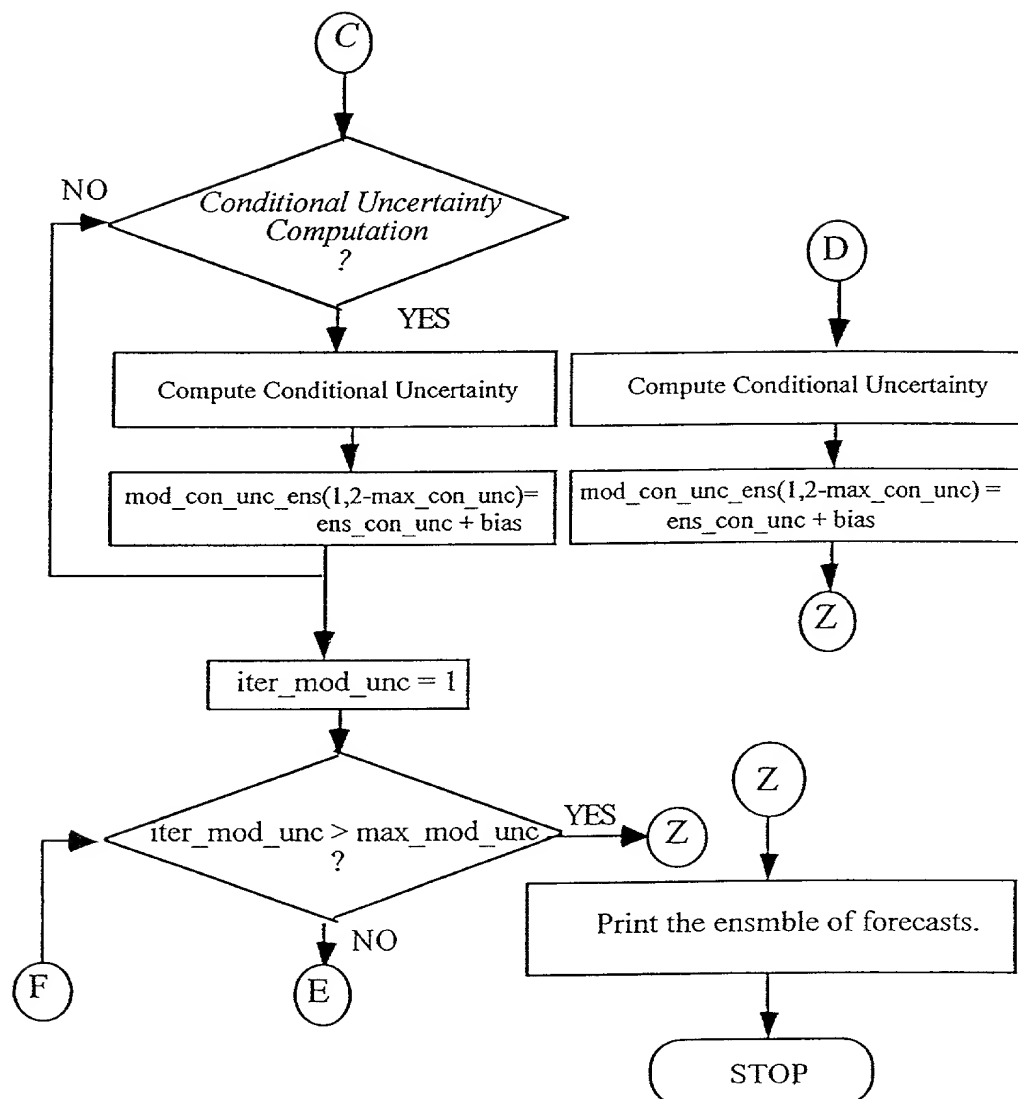 C
NO
Conditional Uncertainty
Computation
?
YES
Compute Conditional Uncertainty
mod_con_unc_ens(1,2-max_con_unc)=
ens_con_unc + bias
D
Compute Conditional Uncertainty
mod_con_unc_ens(1,2-max_con_unc) =
ens_con_unc + bias
Z
iter_mod_unc = 1
iter_mod_unc > max_mod_unc
?
YES
Z
NO
F
E
Z
Print the ensmble of forecasts.
STOP